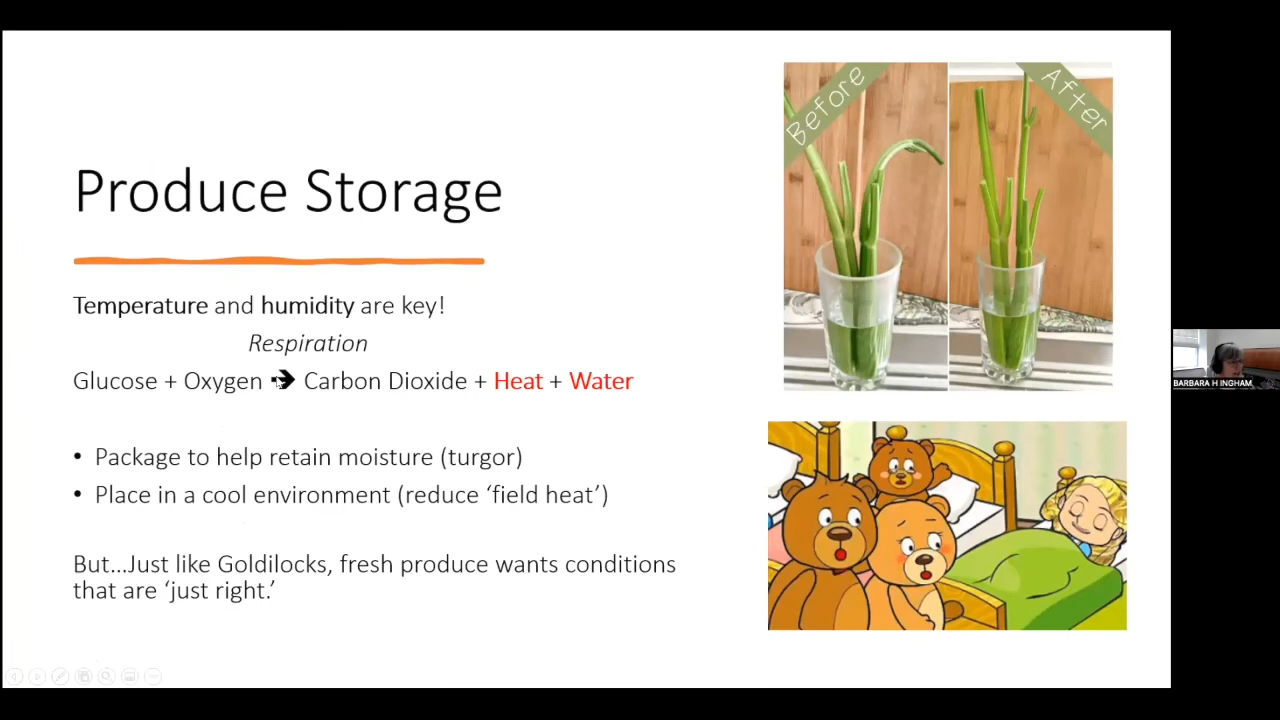 Before
After
Produce Storage
Temperature and humidity are key!
Respiration
Glucose + Oxygen → Carbon Dioxide + Heat + Water
• Package to help retain moisture (turgor)
• Place in a cool environment (reduce ‘field heat’)
But...Just like Goldilocks, fresh produce wants conditions
that are ‘just right.’
BARBARA H INGHAM